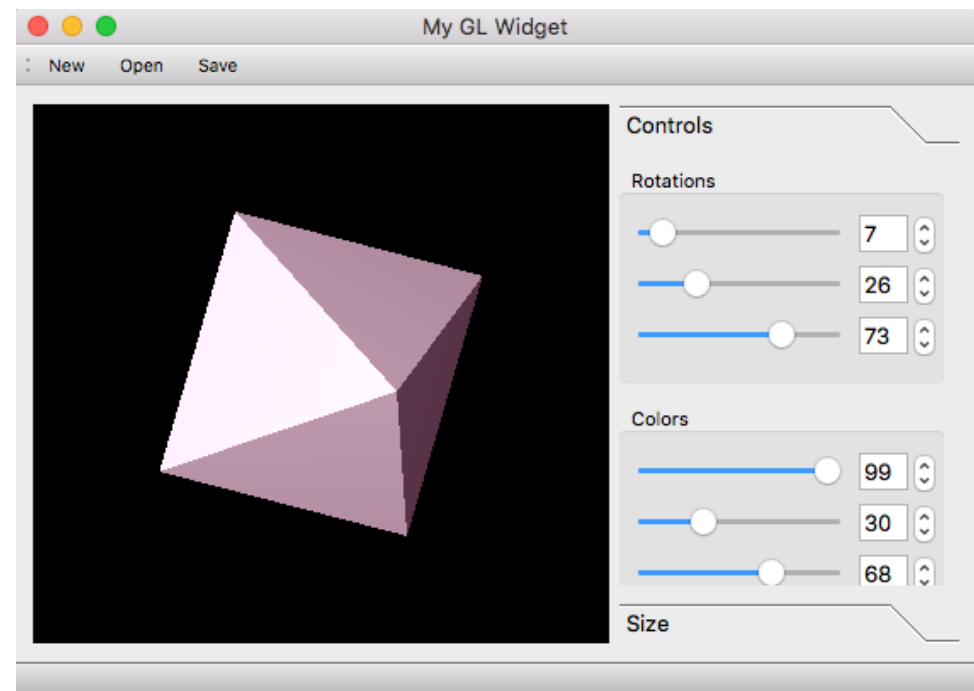 My GL Widget
New Open Save
Controls
Rotations
7
26
73
Colors
99
30
68
Size